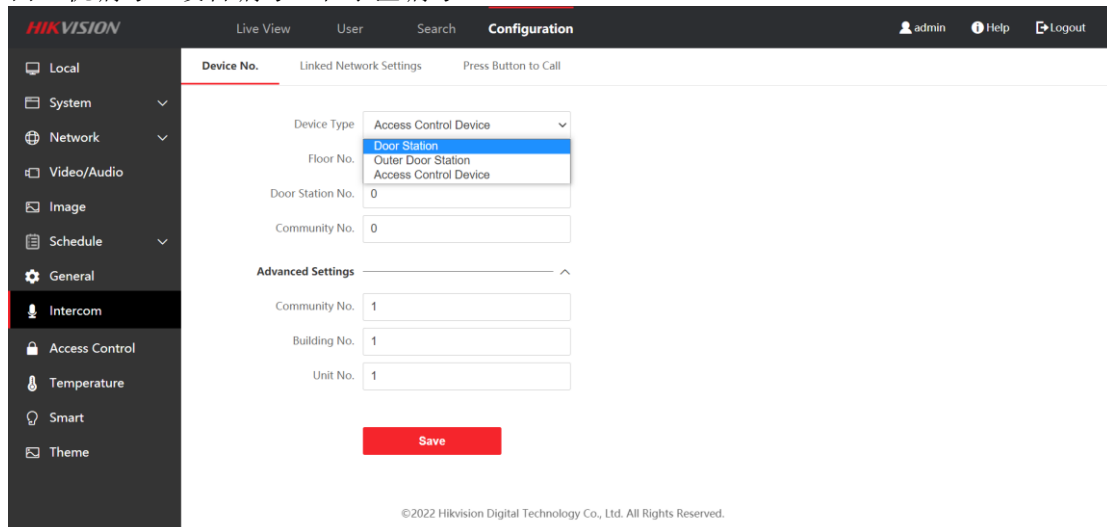 HIKVISION
Live View
User
Search
Configuration
admin
Help
Logout
Local
System
Network
Video/Audio
Image
Schedule
General
Intercom
Access Control
Temperature
Smart
Theme
Device No.
Linked Network Settings
Press Button to Call
Device Type Access Control Device
Door Station
Outer Door Station
Access Control Device
Floor No.
Door Station No. 0
Community No. 0
Advanced Settings
Community No. 1
Building No. 1
Unit No. 1
Save
©2022 Hikvision Digital Technology Co., Ltd. All Rights Reserved.